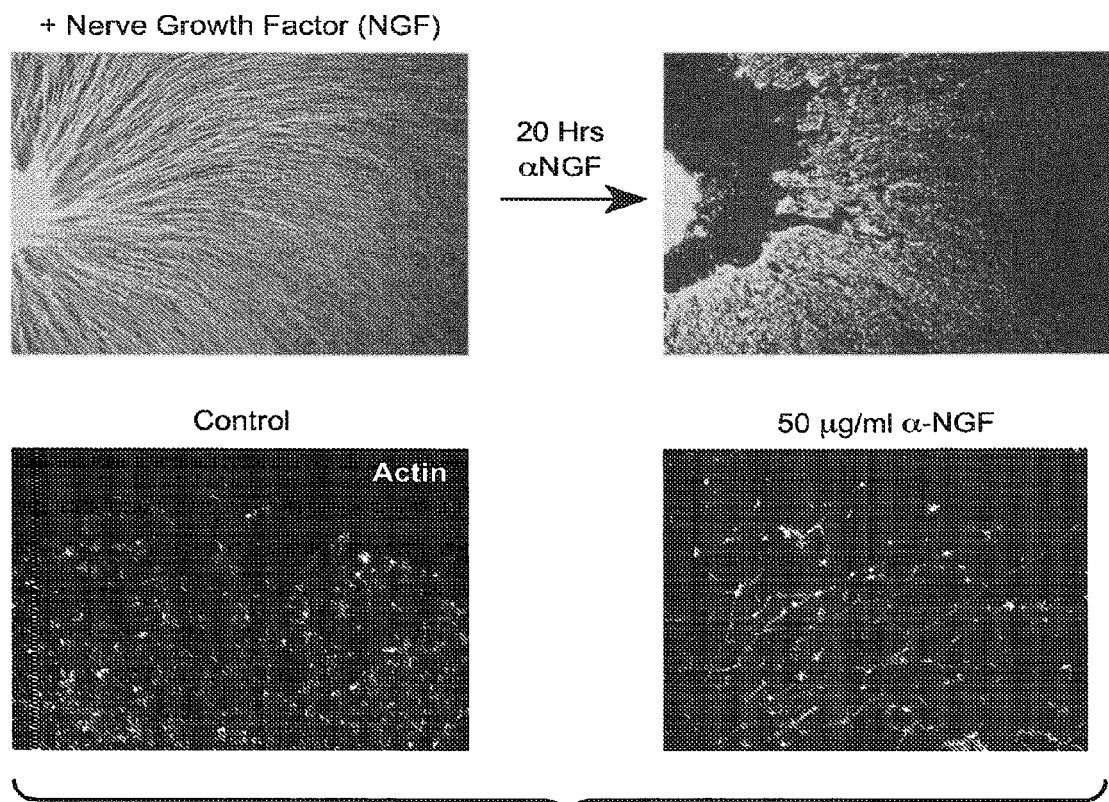 + Nerve Growth Factor (NGF)
20 Hrs
αNGF
Control
50 μg/ml α-NGF
Actin